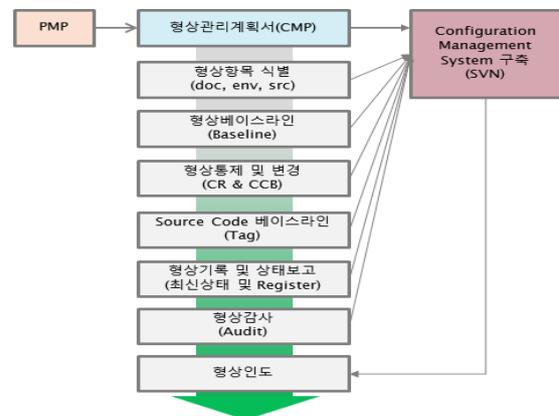 PMP
형상관리계획서(CMP)
Configuration
Management
System 구축
(SVN)
형상항목 식별
(doc, env, src)
형상베이스라인
(Baseline)
형상통제 및 변경
(CR & CCB)
Source Code 베이스라인
(Tag)
형상기록 및 상태보고
(최신상태 및 Register)
형상감사
(Audit)
형상인도